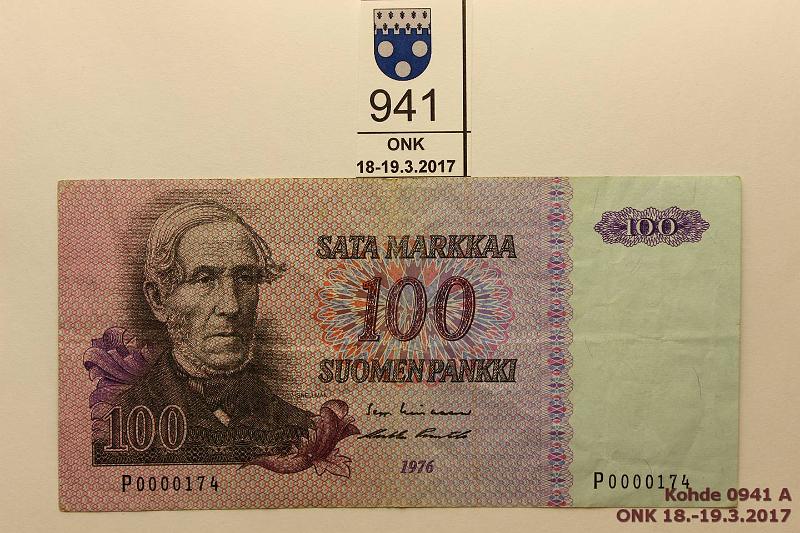 941
ONK
18-19.3.2017
100
SATA MARKKAA
100
SUOMEN PANKKI
SNELLMAN
100
1976
P0000174
P0000174
Kohde 0941 A
ONK 18.-19.3.2017